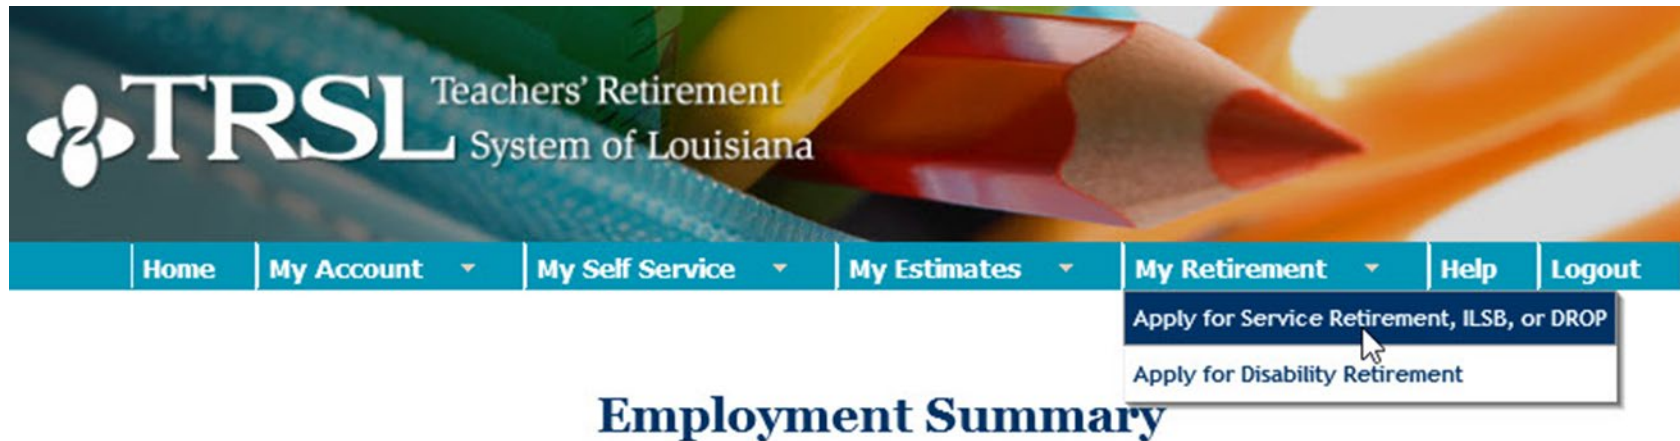 TRSL Teachers' Retirement
System of Louisiana
Home My Account My Self Service My Estimates My Retirement Help Logout
Apply for Service Retirement, ILSB, or DROP
Apply for Disability Retirement
Employment Summary